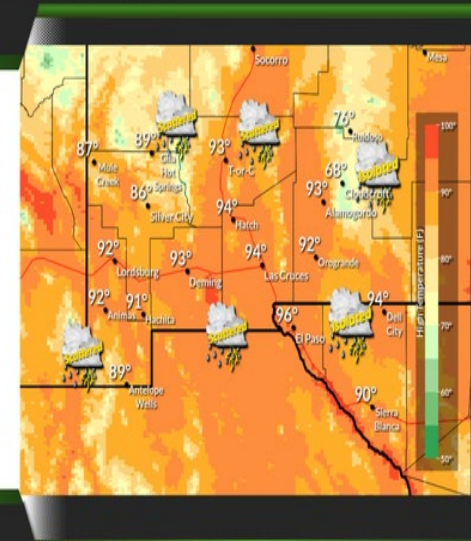 Socorro
Mesa
Scattered
Scattered
76°
Ruidoso
87°
Mule
Creek
89°
Gila
Hot
Springs
93°
T-or-C
Isolated
68°
Cloudcroft
86°
Silver City
93°
Alamogordo
94°
Hatch
92°
Lordsburg
93°
Deming
94°
Las Cruces
92°
Orogrande
92°
Animas
91°
Hachita
Scattered
96°
El Paso
Isolated
94°
Dell
City
Scattered
89°
Antelope
Wells
90°
Sierra
Blanca
High Temperature (F)
100°
90°
80°
70°
60°
50°